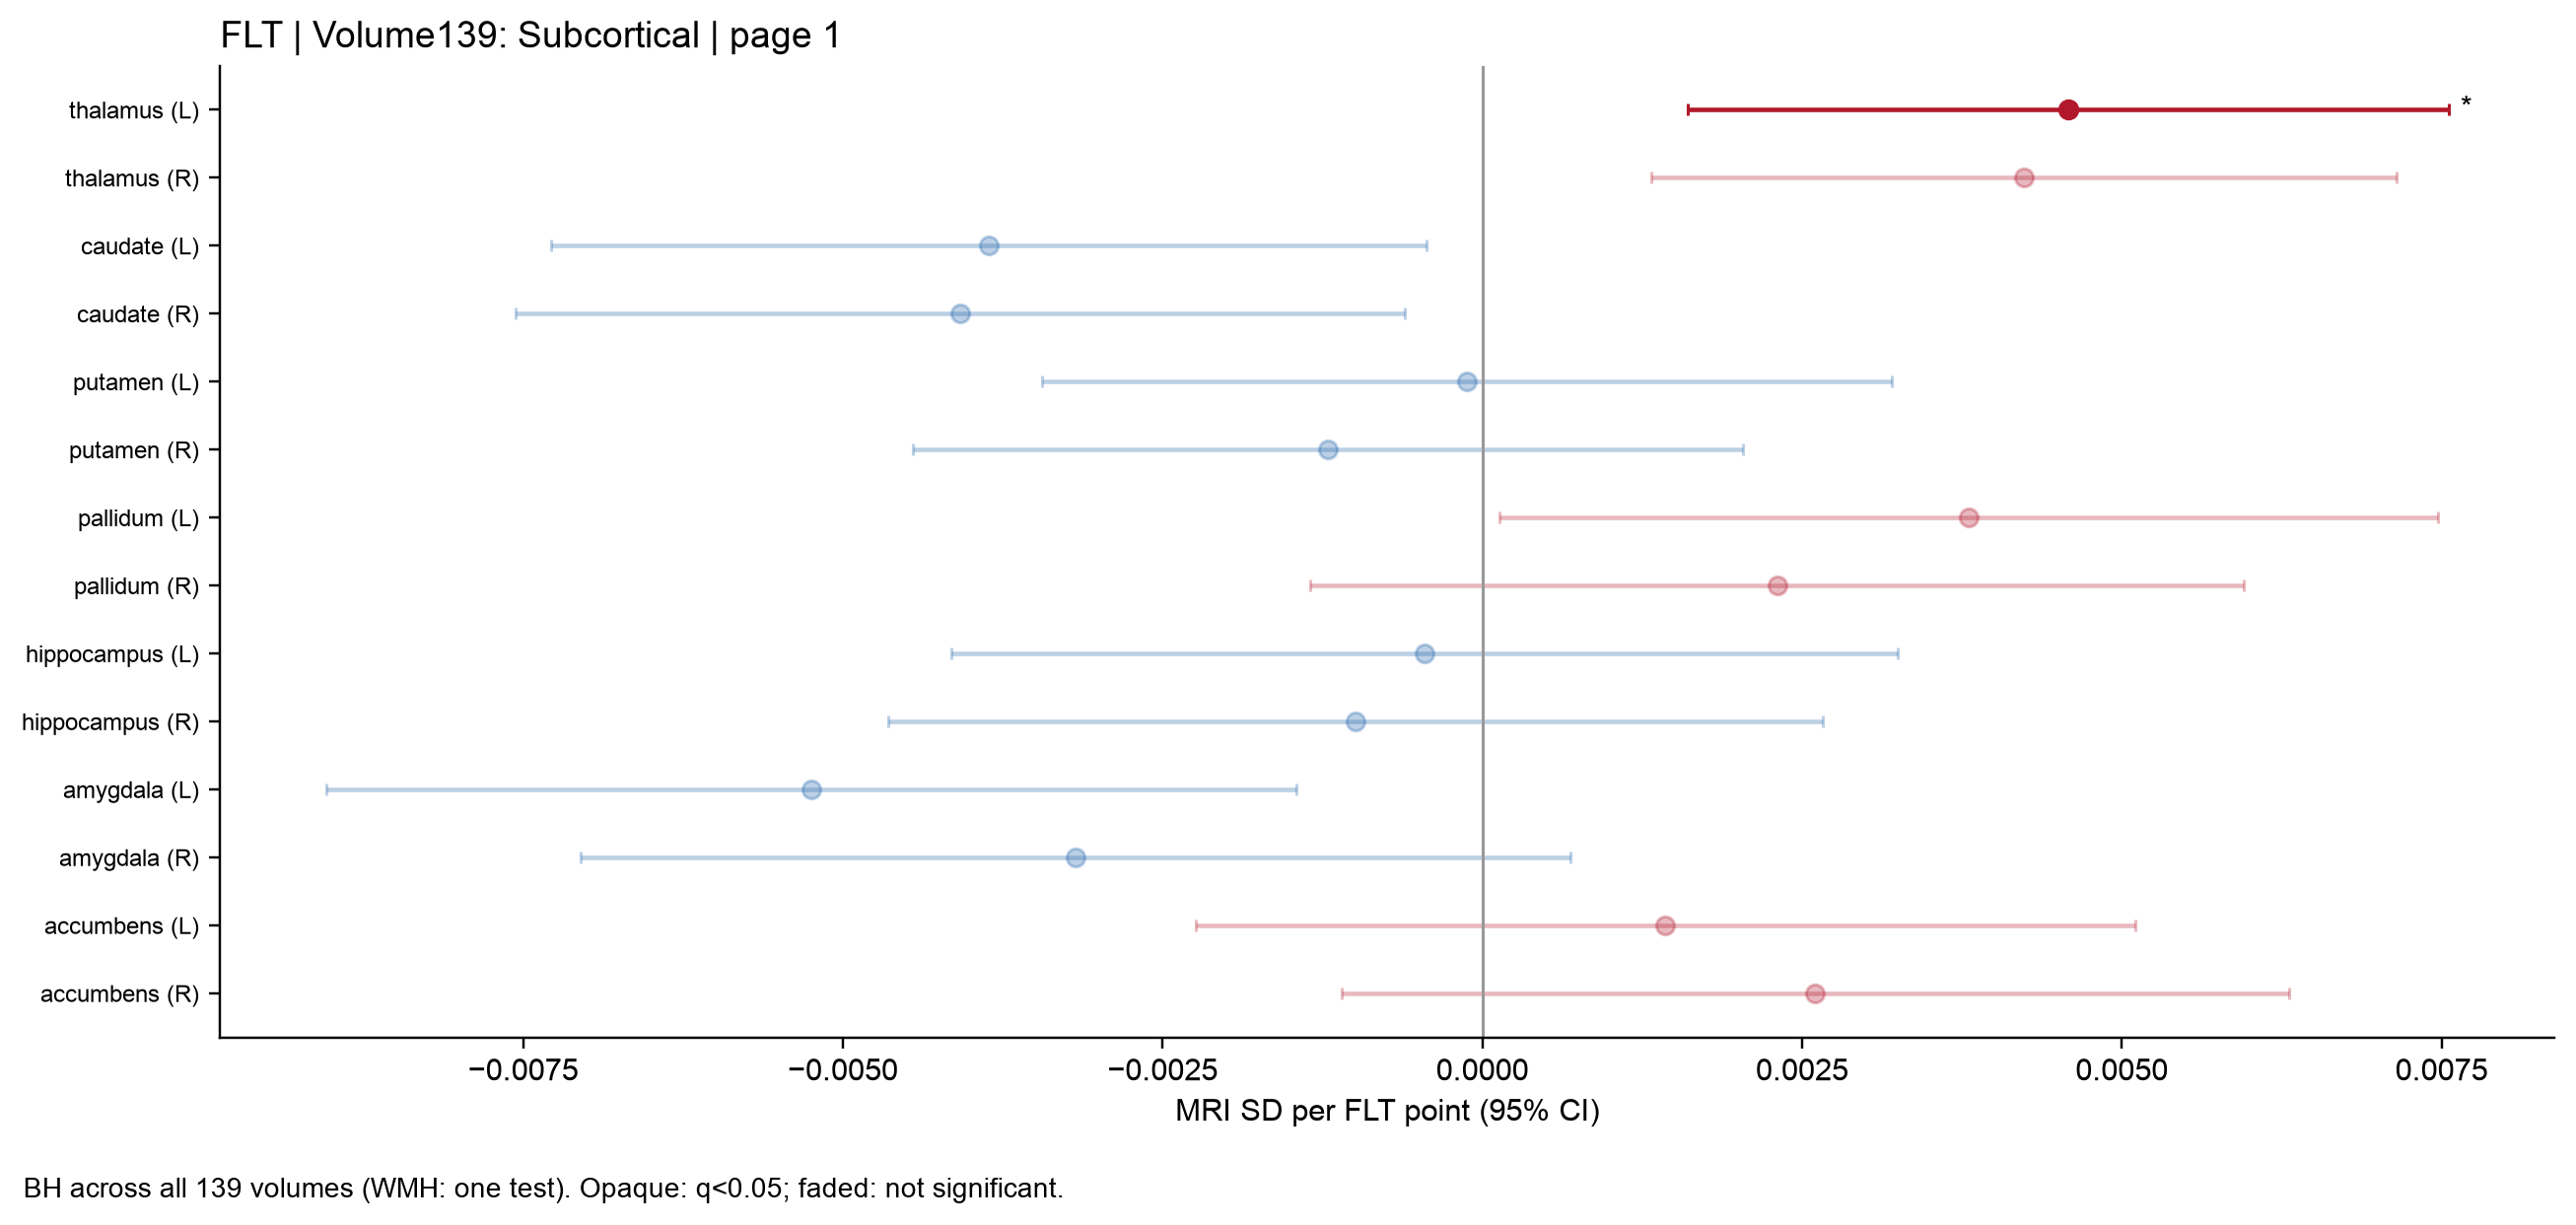 FLT | Volume139: Subcortical | page 1
thalamus (L)
*
thalamus (R)
caudate (L)
caudate (R)
putamen (L)
putamen (R)
pallidum (L)
pallidum (R)
hippocampus (L)
hippocampus (R)
amygdala (L)
amygdala (R)
accumbens (L)
accumbens (R)
−0.0075 −0.0050 −0.0025 0.0000 0.0025 0.0050 0.0075
MRI SD per FLT point (95% CI)
BH across all 139 volumes (WMH: one test). Opaque: q<0.05; faded: not significant.